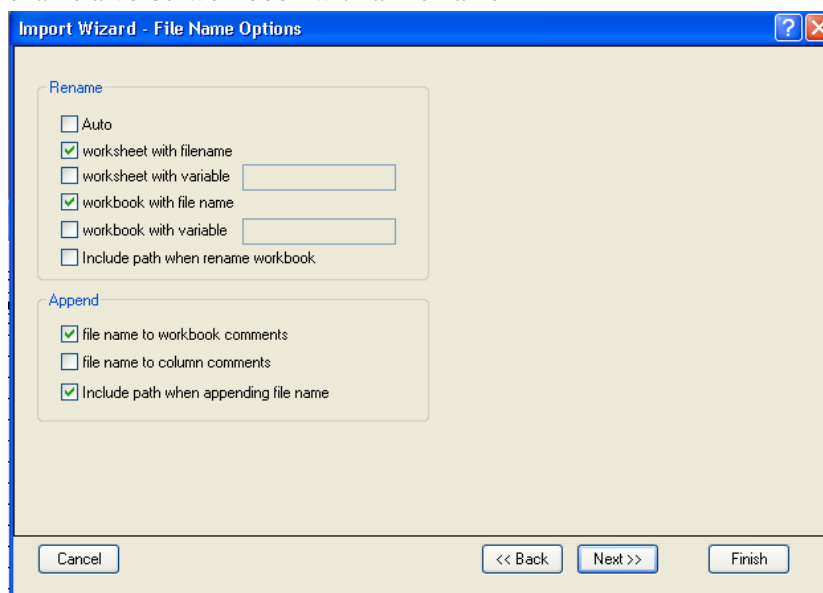 Import Wizard - File Name Options
Rename
Auto
worksheet with filename
worksheet with variable
workbook with file name
workbook with variable
Include path when rename workbook
Append
file name to workbook comments
file name to column comments
Include path when appending file name
Cancel
<< Back
Next >>
Finish